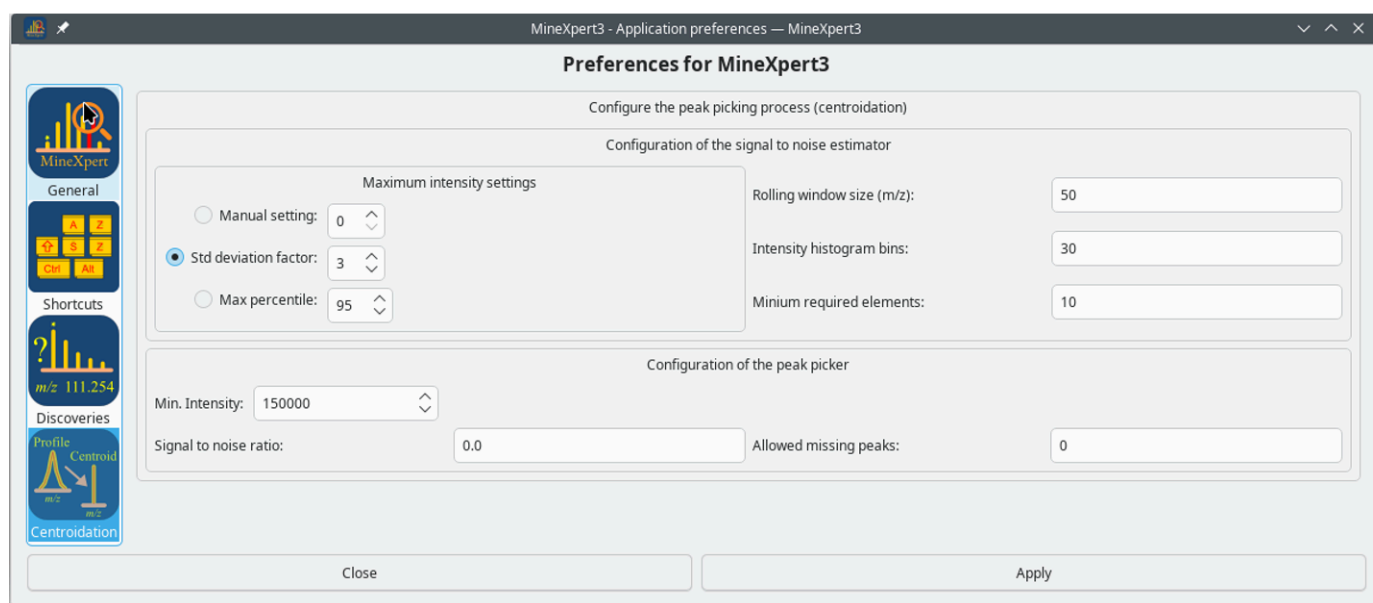 MineXpert3 - Application preferences — MineXpert3
Preferences for MineXpert3
MineXpert
General
A Z
S Z
Ctrl Alt
Shortcuts
?
m/z 111.254
Discoveries
Profile
Centroid
m/z
m/z
Centroidation
Configure the peak picking process (centroidation)
Configuration of the signal to noise estimator
Maximum intensity settings
Manual setting: 0
Std deviation factor: 3
Max percentile: 95
Rolling window size (m/z): 50
Intensity histogram bins: 30
Minium required elements: 10
Configuration of the peak picker
Min. Intensity: 150000
Signal to noise ratio: 0.0 Allowed missing peaks: 0
Close Apply